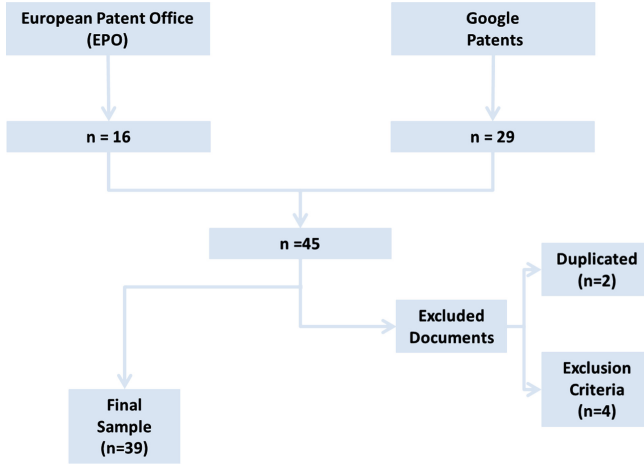 European Patent Office
(EPO)
Google
Patents
n = 16
n = 29
n =45
Duplicated
(n=2)
Excluded
Documents
Exclusion
Criteria
(n=4)
Final
Sample
(n=39)